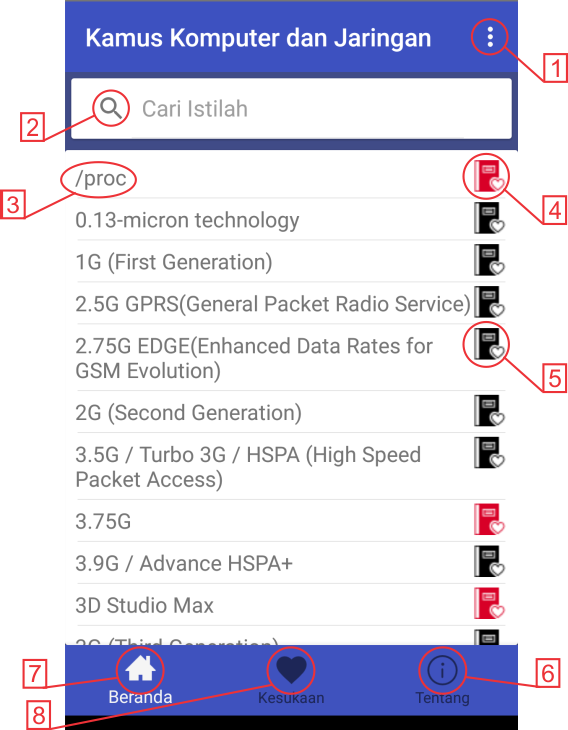 Kamus Komputer dan Jaringan
1
2
Cari Istilah
3
/proc
4
0.13-micron technology
1G (First Generation)
2.5G GPRS(General Packet Radio Service)
2.75G EDGE(Enhanced Data Rates for
GSM Evolution)
5
2G (Second Generation)
3.5G / Turbo 3G / HSPA (High Speed
Packet Access)
3.75G
3.9G / Advance HSPA+
3D Studio Max
3G (Third Generation)
7
Beranda
8
Kesukaan
6
Tentang